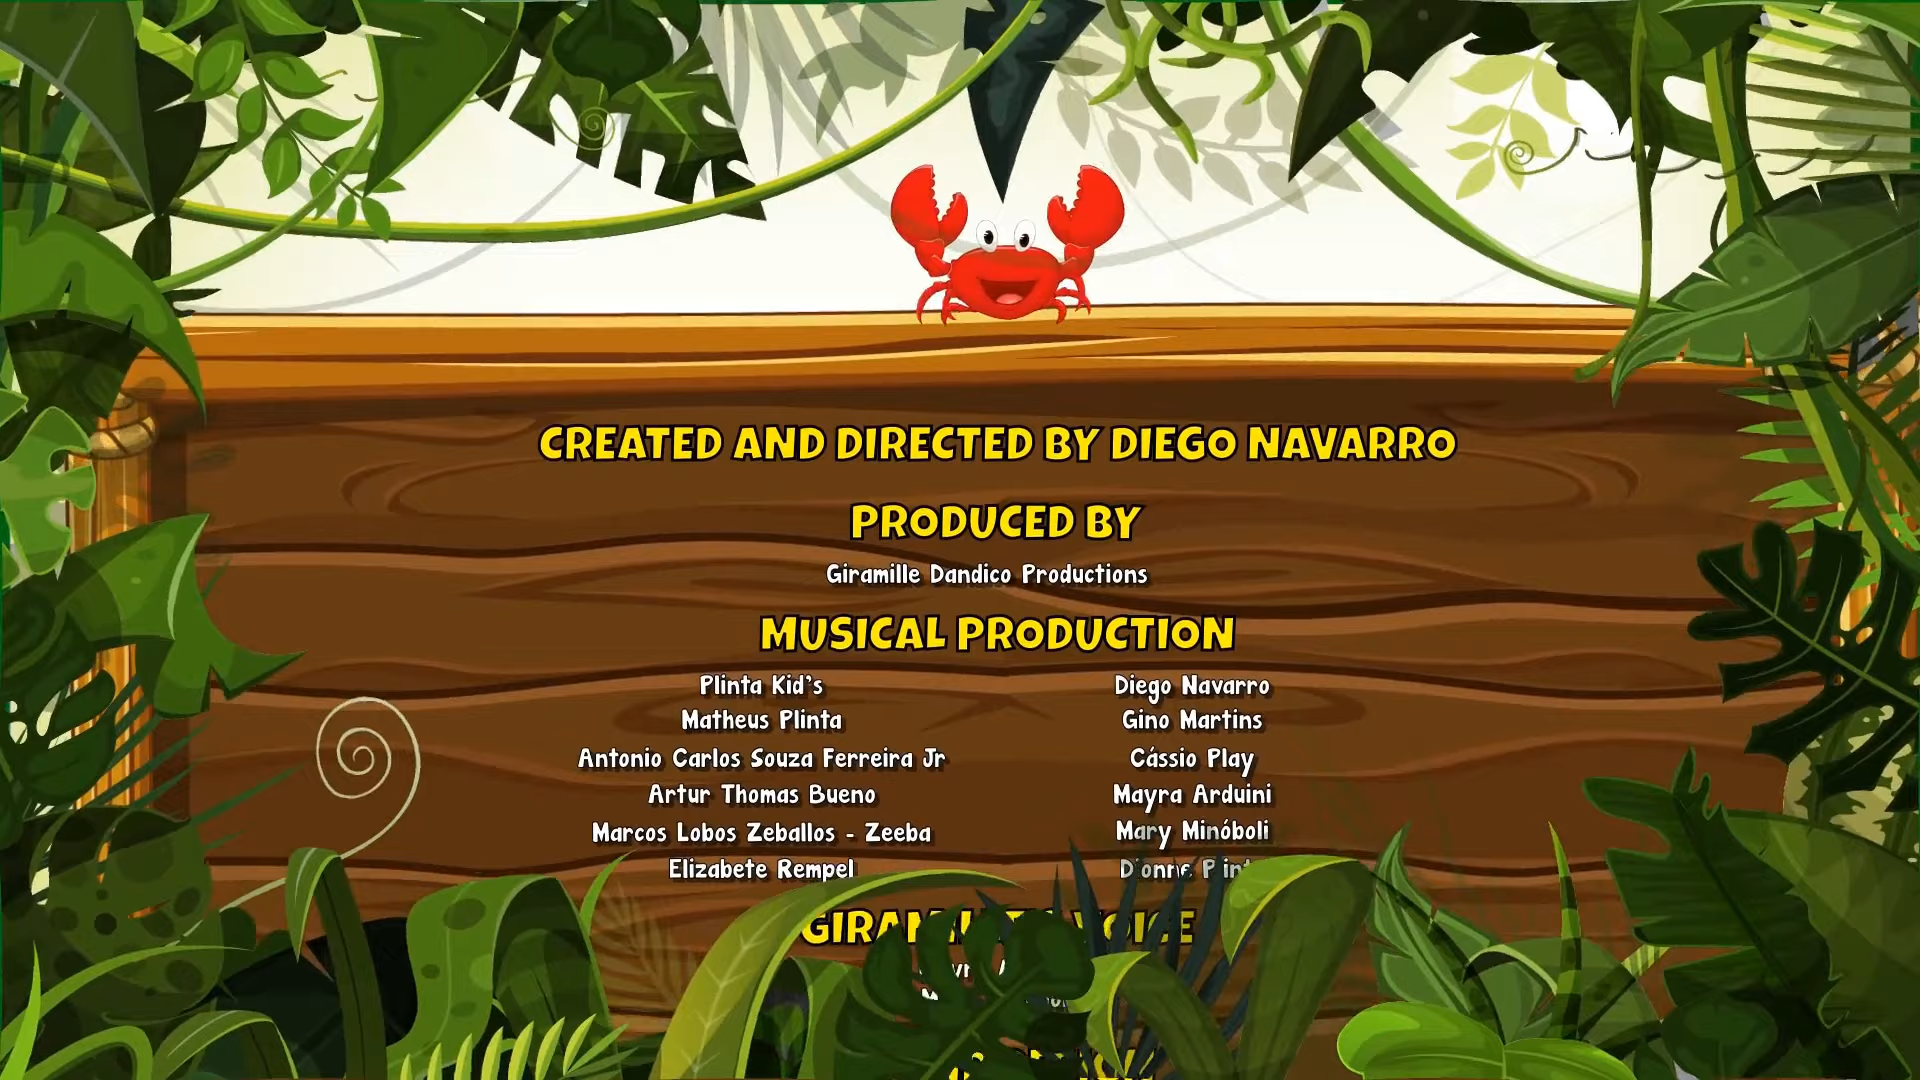 CREATED AND DIRECTED BY DIEGO NAVARRO
PRODUCED BY
Giramille Dandico Productions
MUSICAL PRODUCTION
Plinta Kid's
Diego Navarro
Matheus Plinta
Gino Martins
Antonio Carlos Souza Ferreira Jr
Cássio Play
Artur Thomas Bueno
Mayra Arduini
Marcos Lobos Zeballos - Zeeba
Mary Minóboli
Elizabete Rempel
VOICE